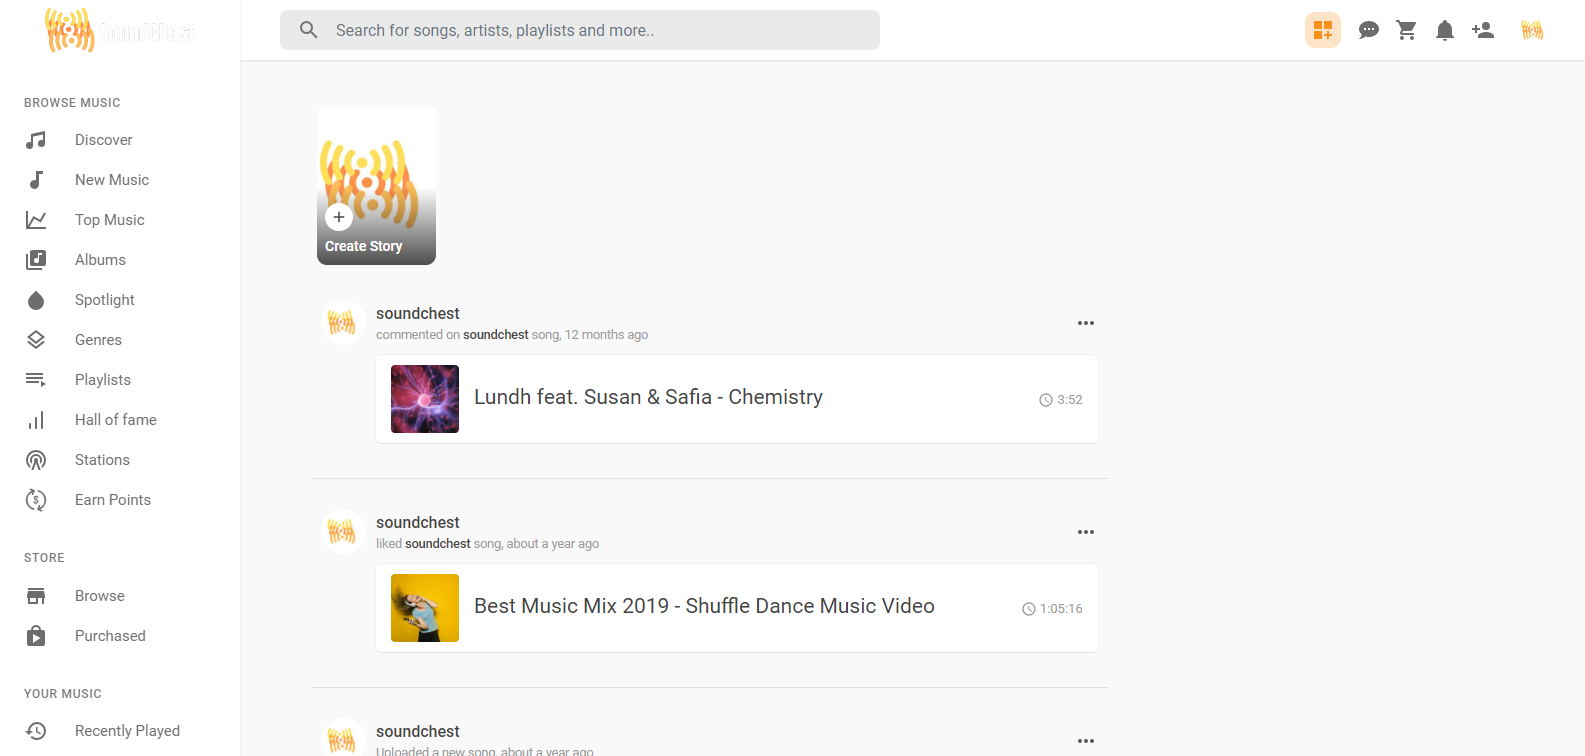 SoundChest
Search for songs, artists, playlists and more..
BROWSE MUSIC
Discover
New Music
Top Music
Albums
Spotlight
Genres
Playlists
Hall of fame
Stations
Earn Points
STORE
Browse
Purchased
YOUR MUSIC
Recently Played
Create Story
soundchest
commented on soundchest song, 12 months ago
Lundh feat. Susan & Safia - Chemistry
3:52
soundchest
liked soundchest song, about a year ago
Best Music Mix 2019 - Shuffle Dance Music Video
1:05:16
soundchest
Uploaded a new song, about a year ago